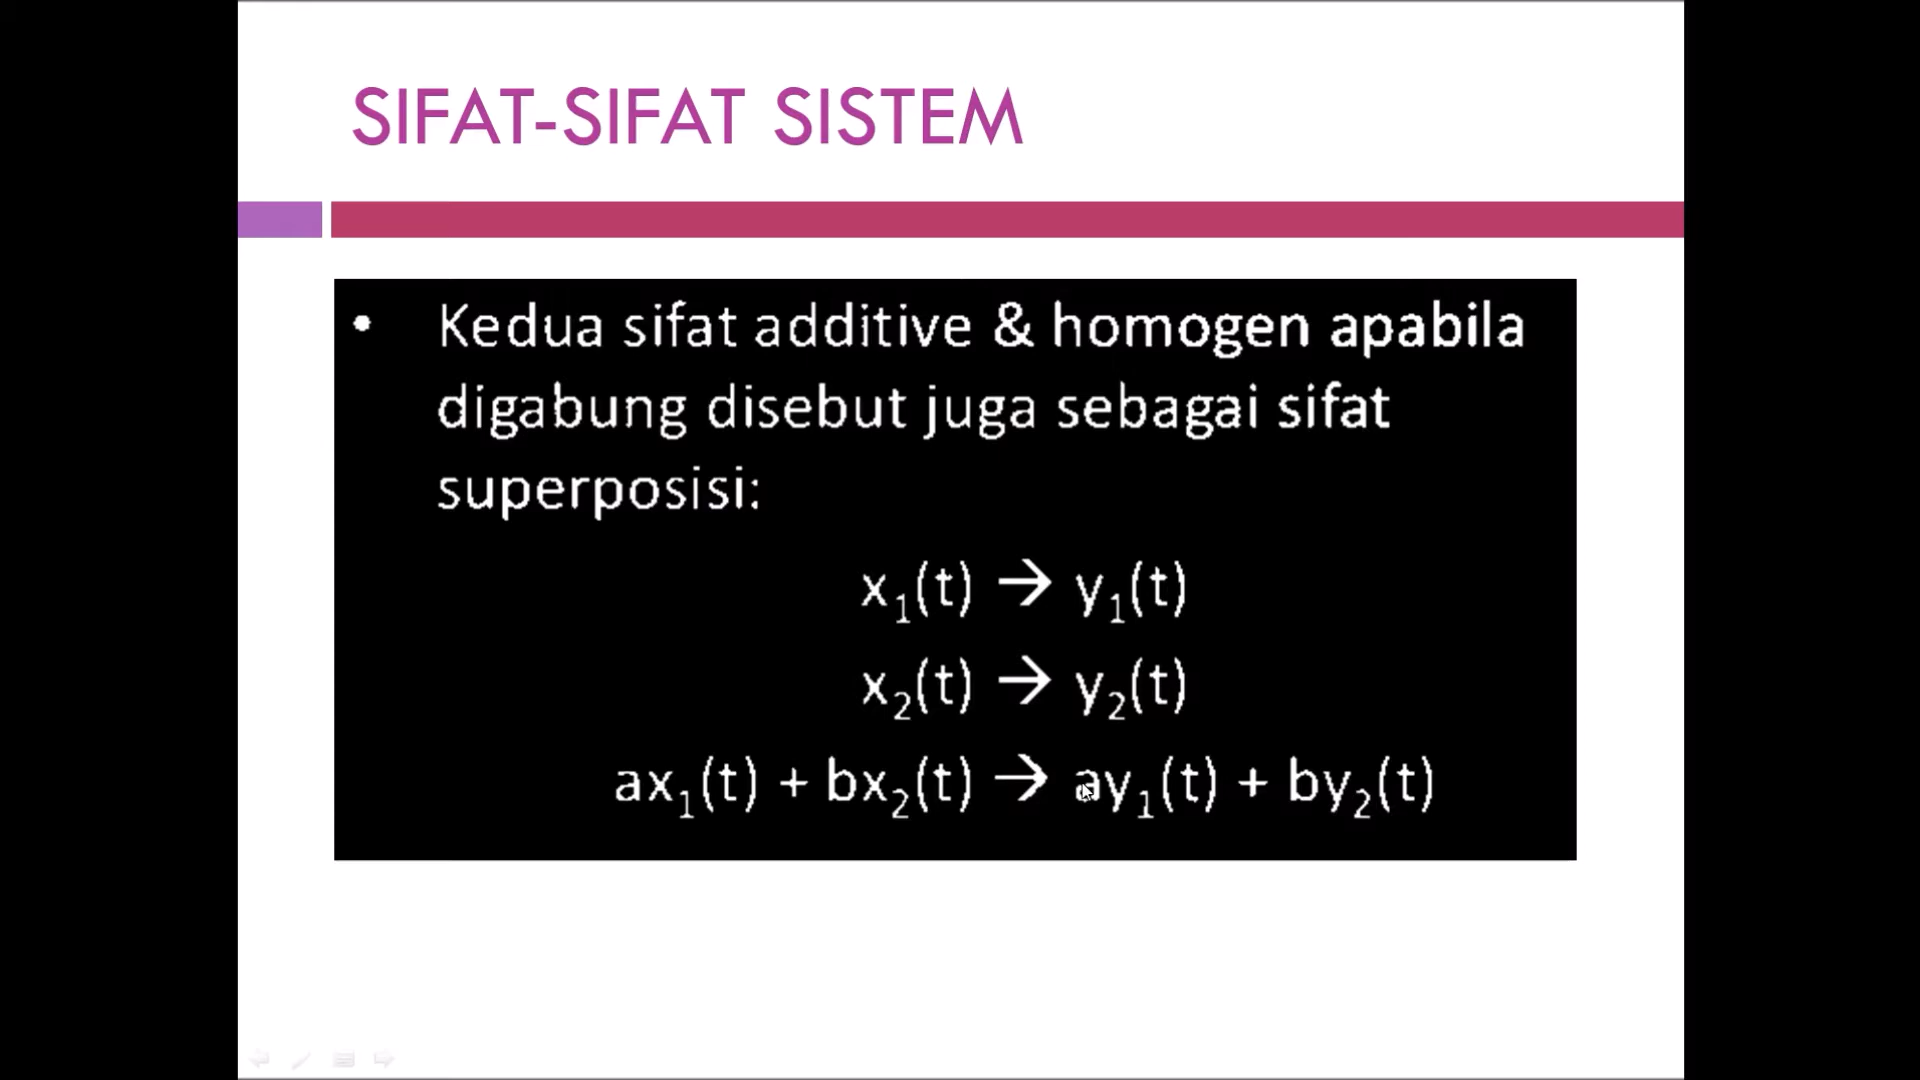 SIFAT-SIFAT SISTEM
• Kedua sifat additive & homogen apabila
digabung disebut juga sebagai sifat
superposisi:
x₁(t) → y₁(t)
x₂(t) → y₂(t)
ax₁(t) + bx₂(t) → ay₁(t) + by₂(t)